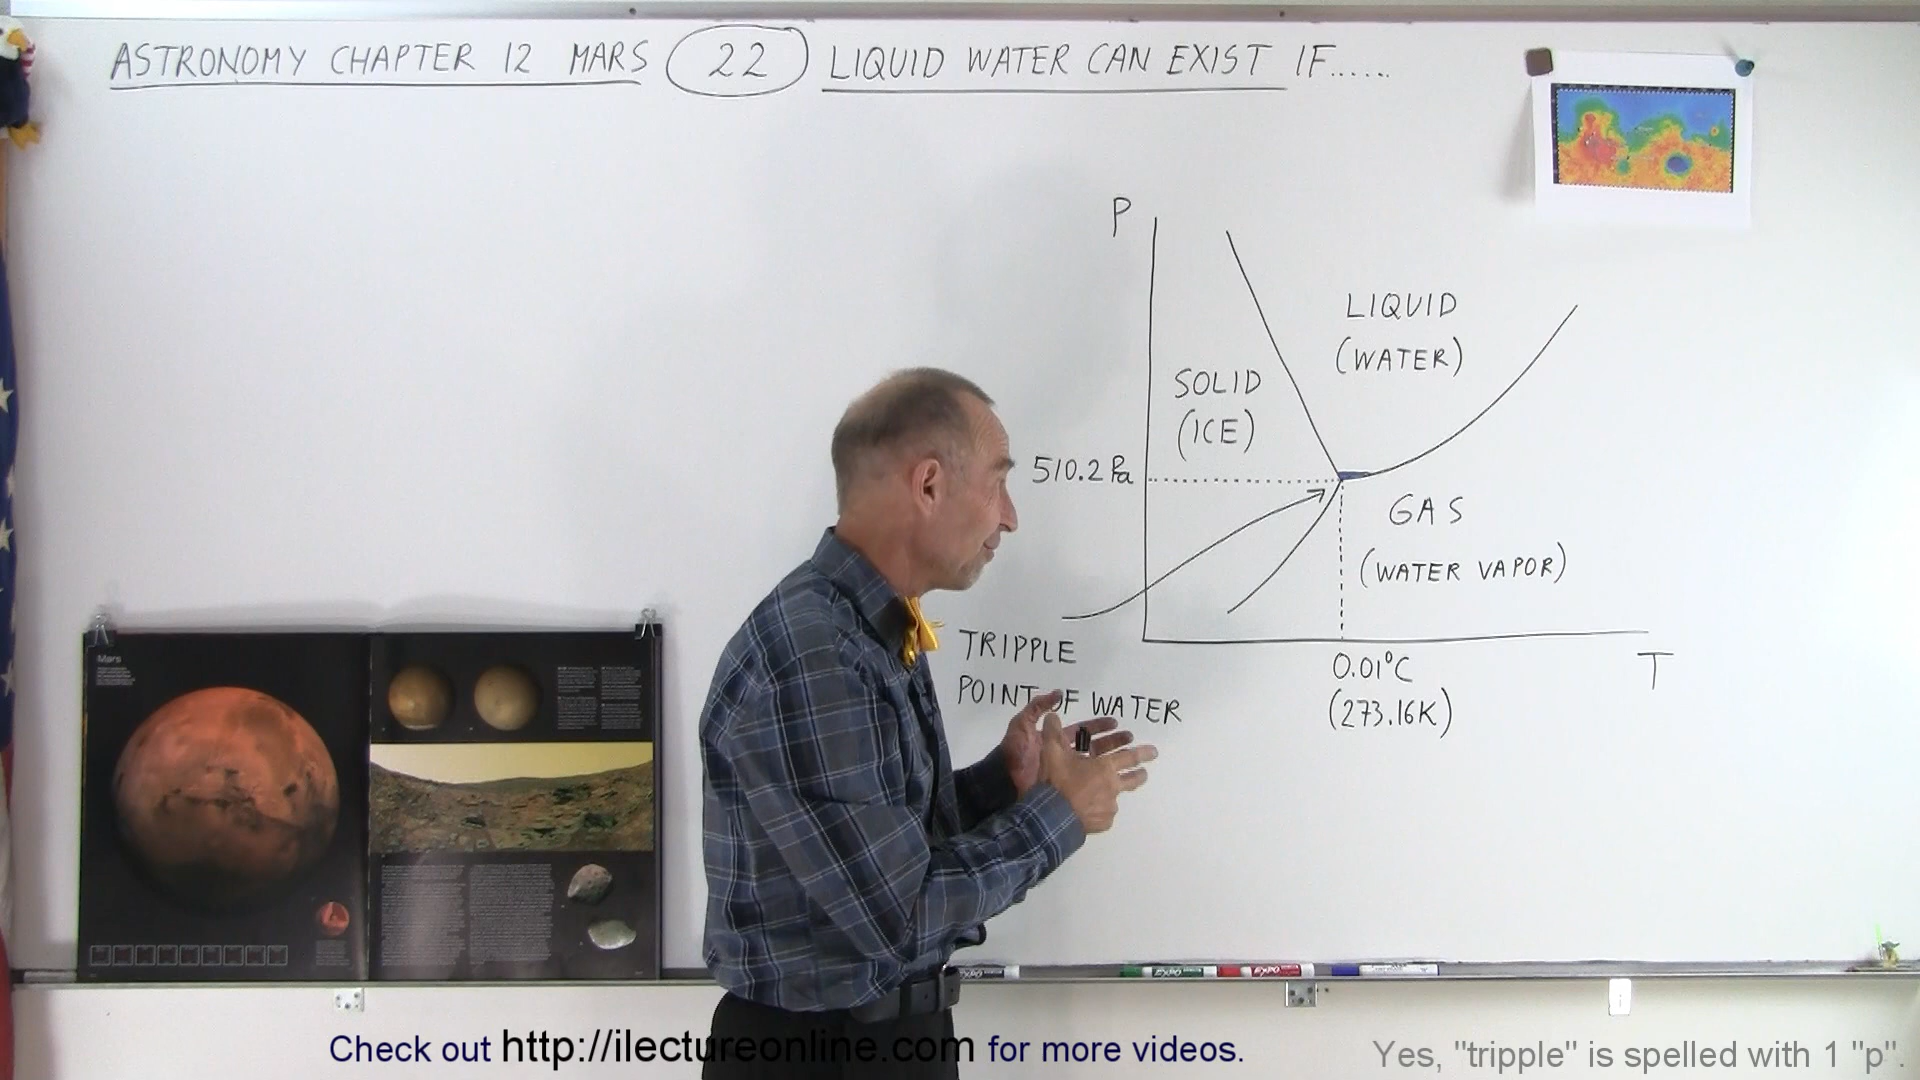 ASTRONOMY CHAPTER 12 MARS 22 LIQUID WATER CAN EXIST IF......
P
LIQUID
(WATER)
SOLID
(ICE)
510.2 Pa
GAS
(WATER VAPOR)
TRIPPLE
POINT OF WATER
0.01°C
(273.16K)
T
Mars
Check out http://ilectureonline.com for more videos.
Yes, "tripple" is spelled with 1 "p".